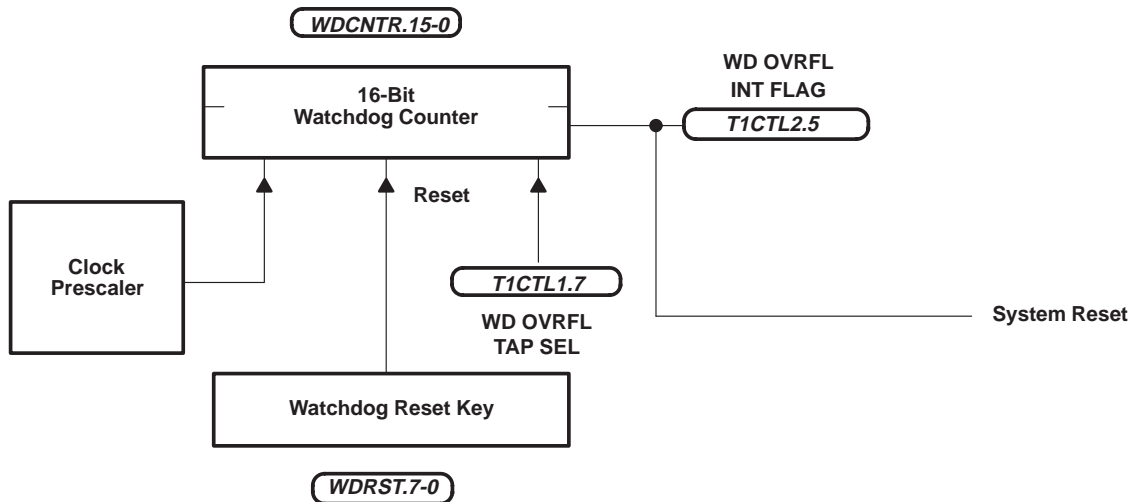 WDCNTR.15-0
16-Bit
Watchdog Counter
WD OVRFL
INT FLAG
T1CTL2.5
Reset
Clock
Prescaler
T1CTL1.7
WD OVRFL
TAP SEL
System Reset
Watchdog Reset Key
WDRST.7-0